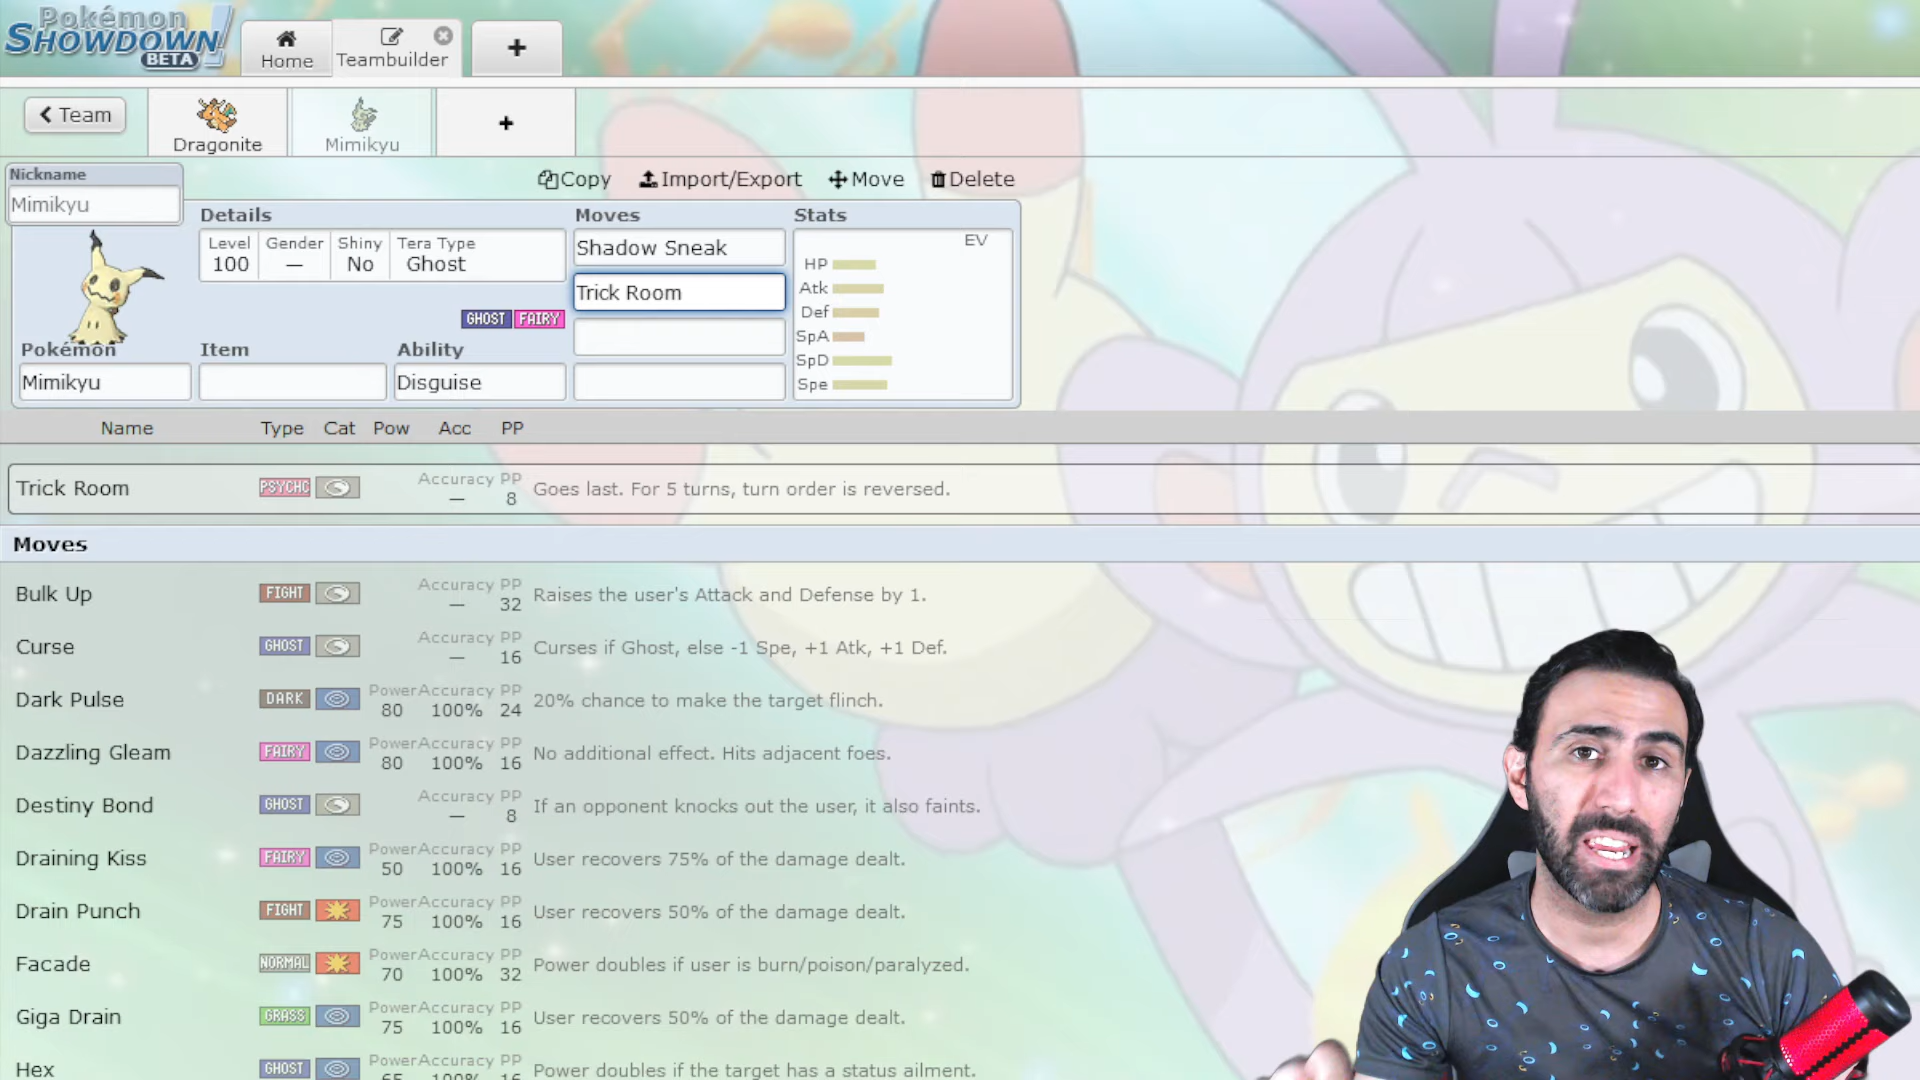 Pokémon
SHOWDOWN!
BETA
Home
Teambuilder
+
Team
Dragonite
Mimikyu
+
Nickname
Mimikyu
Copy
Import/Export
Move
Delete
Details
Moves
Stats
Level
100
Gender
—
Shiny
No
Tera Type
Ghost
Shadow Sneak
EV
HP
Atk
Def
SpA
SpD
Spe
Trick Room
GHOST FAIRY
Pokémon
Item
Ability
Mimikyu
Disguise
Name Type Cat Pow Acc PP
Trick Room PSYCHC Accuracy — PP 8 Goes last. For 5 turns, turn order is reversed.
Moves
Bulk Up FIGHT Accuracy — PP 32 Raises the user's Attack and Defense by 1.
Curse GHOST Accuracy — PP 16 Curses if Ghost, else -1 Spe, +1 Atk, +1 Def.
Dark Pulse DARK Power 80 Accuracy 100% PP 24 20% chance to make the target flinch.
Dazzling Gleam FAIRY Power 80 Accuracy 100% PP 16 No additional effect. Hits adjacent foes.
Destiny Bond GHOST Accuracy — PP 8 If an opponent knocks out the user, it also faints.
Draining Kiss FAIRY Power 50 Accuracy 100% PP 16 User recovers 75% of the damage dealt.
Drain Punch FIGHT Power 75 Accuracy 100% PP 16 User recovers 50% of the damage dealt.
Facade NORMAL Power 70 Accuracy 100% PP 32 Power doubles if user is burn/poison/paralyzed.
Giga Drain GRASS Power 75 Accuracy 100% PP 16 User recovers 50% of the damage dealt.
Hex GHOST Power 65 Accuracy 100% PP 16 Power doubles if the target has a status ailment.